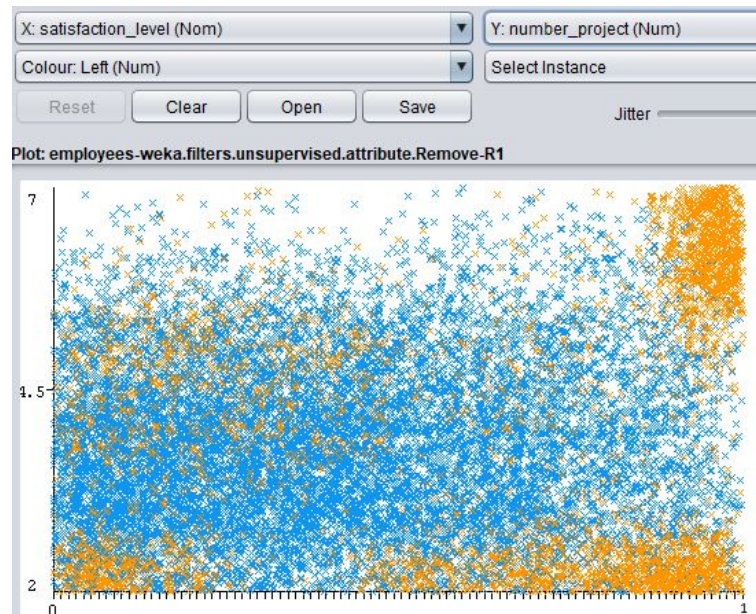 X: satisfaction_level (Nom)
Y: number_project (Num)
Colour: Left (Num)
Select Instance
Reset
Clear
Open
Save
Jitter
Plot: employees-weka.filters.unsupervised.attribute.Remove-R1
7
4.5
2
0
1